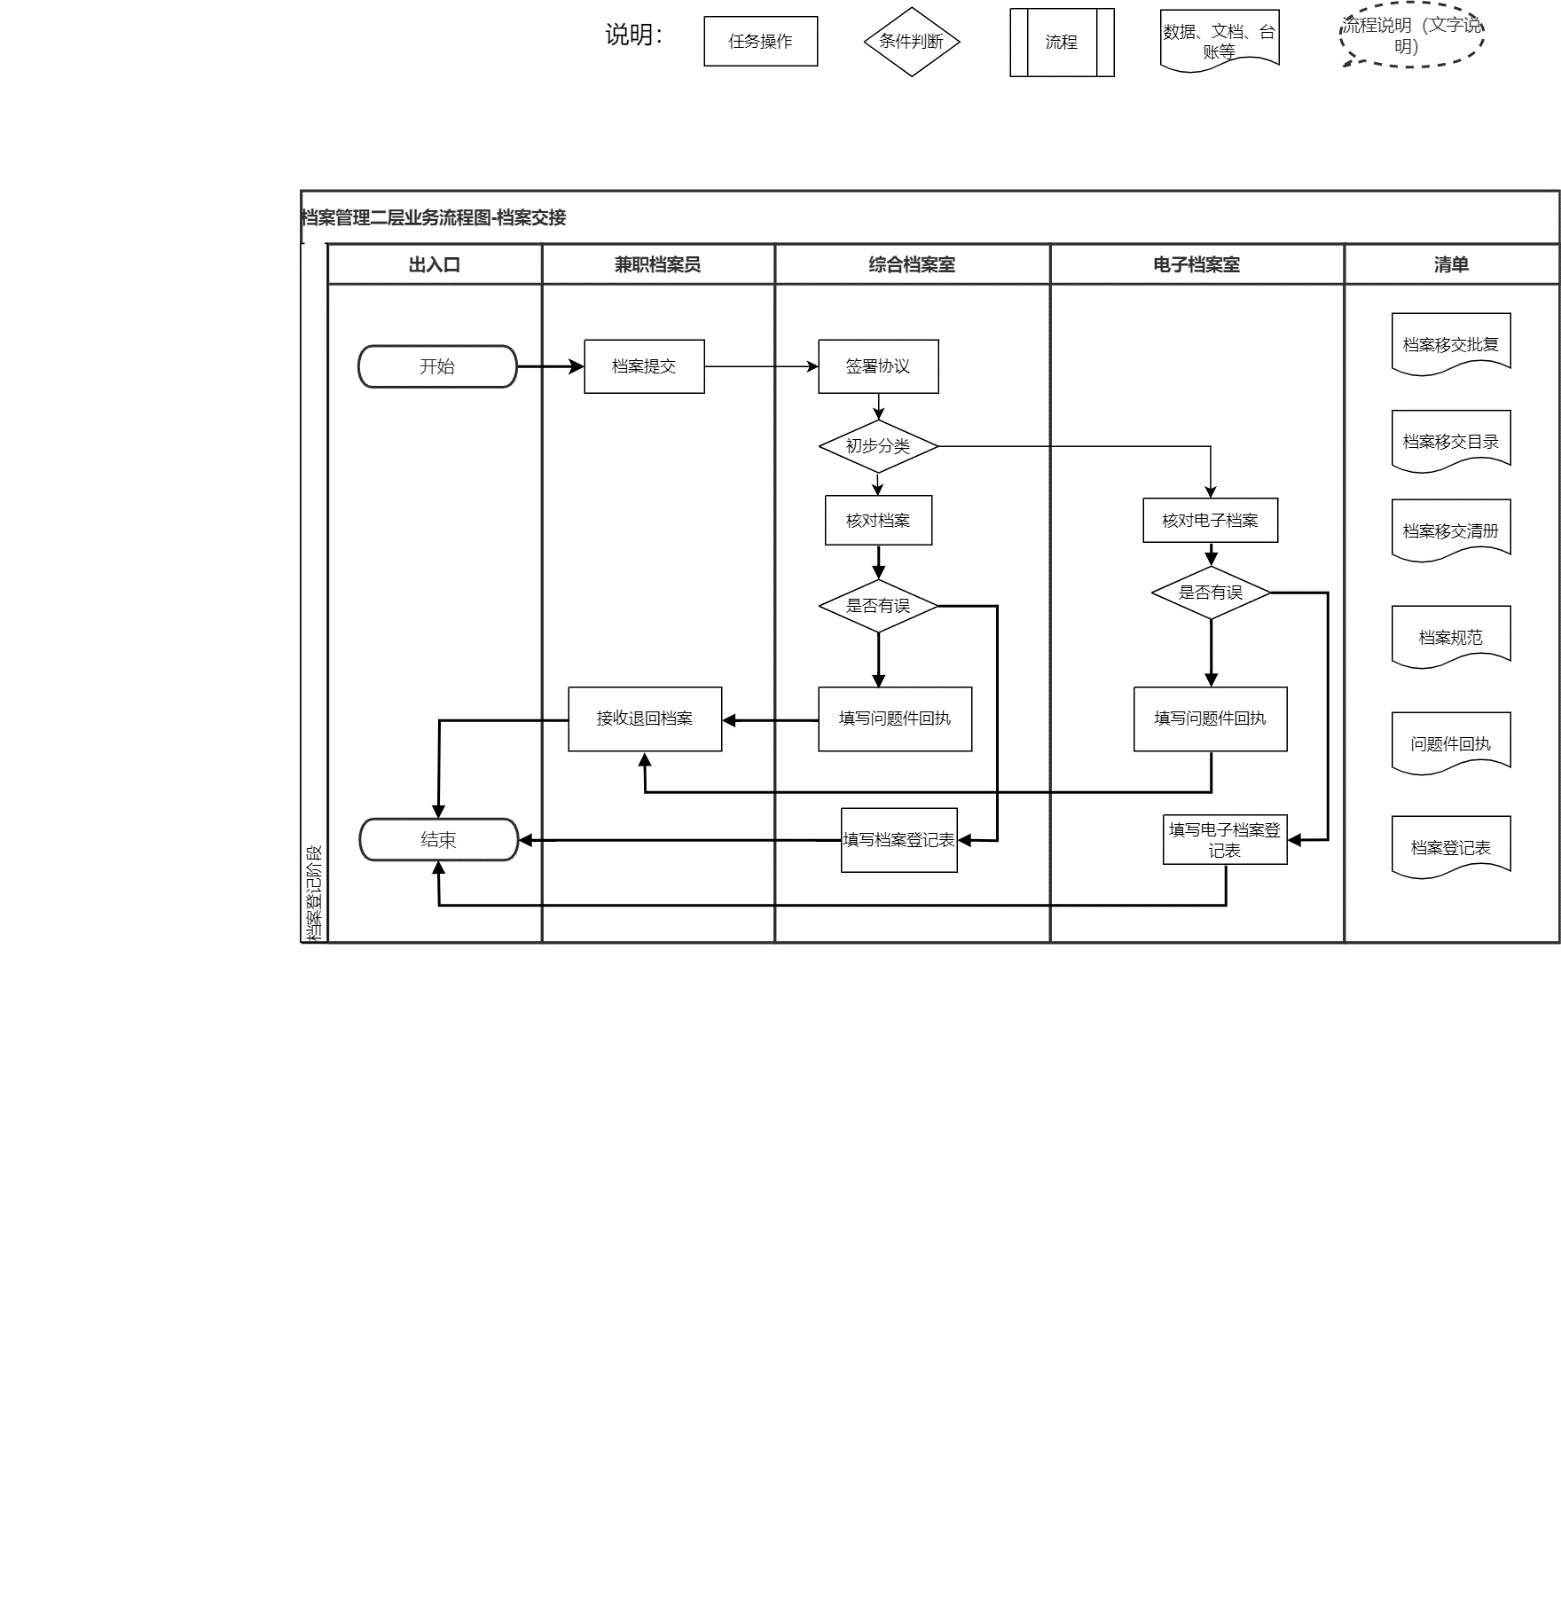 说明：
任务操作
条件判断
流程
数据、文档、台
账等
流程说明（文字说
明）
档案管理二层业务流程图-档案交接
出入口
兼职档案员
综合档案室
电子档案室
清单
开始
档案提交
签署协议
档案移交批复
初步分类
档案移交目录
核对档案
核对电子档案
档案移交清册
是否有误
是否有误
档案规范
接收退回档案
填写问题件回执
填写问题件回执
问题件回执
结束
填写档案登记表
填写电子档案登
记表
档案登记表
档案登记阶段